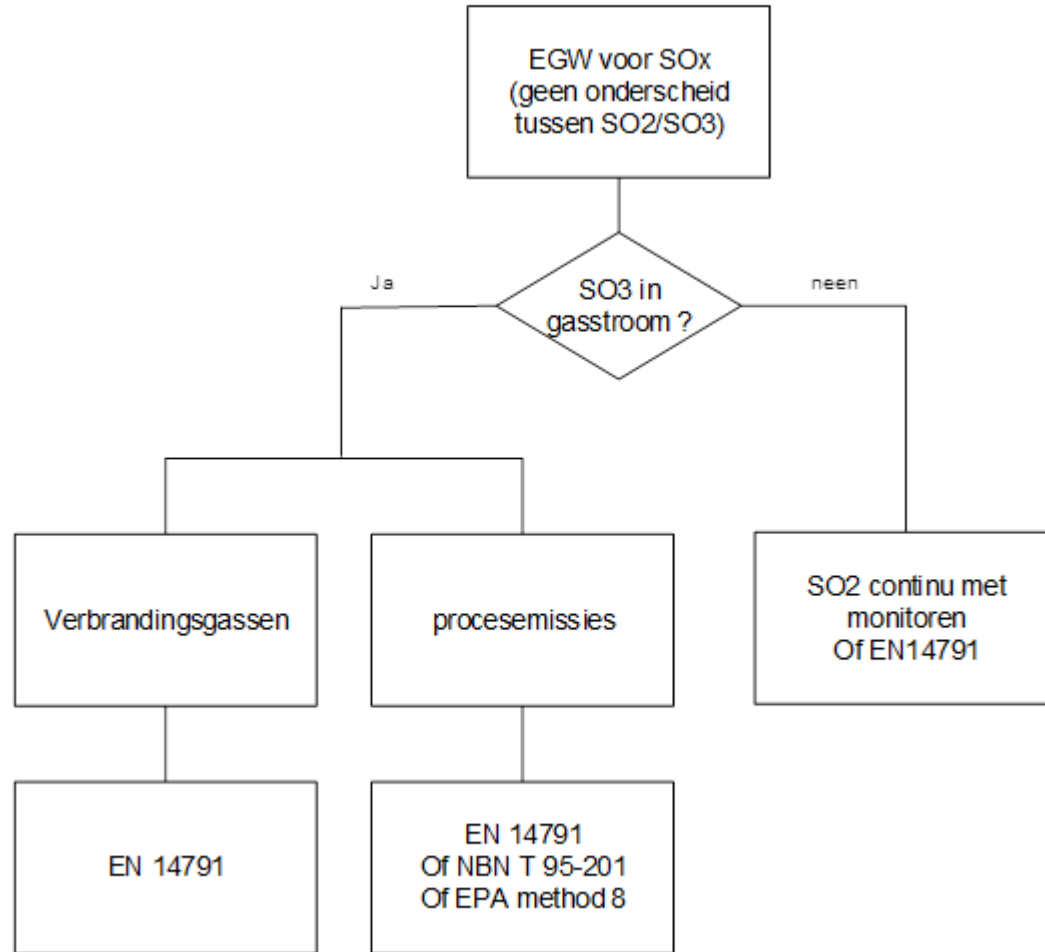 EGW voor SOx
(geen onderscheid
tussen SO2/SO3)
Ja
neen
SO3 in
gasstroom ?
Verbrandingsgassen
procesemissies
SO2 continu met
monitoren
Of EN14791
EN 14791
EN 14791
Of NBN T 95-201
Of EPA method 8